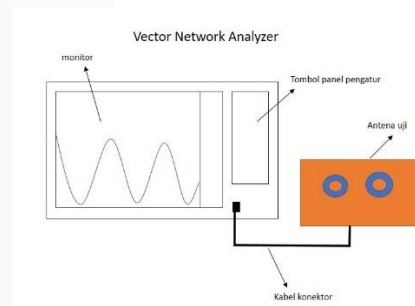 Vector Network Analyzer
monitor
Tombol panel pengatur
Antena uji
Kabel konektor